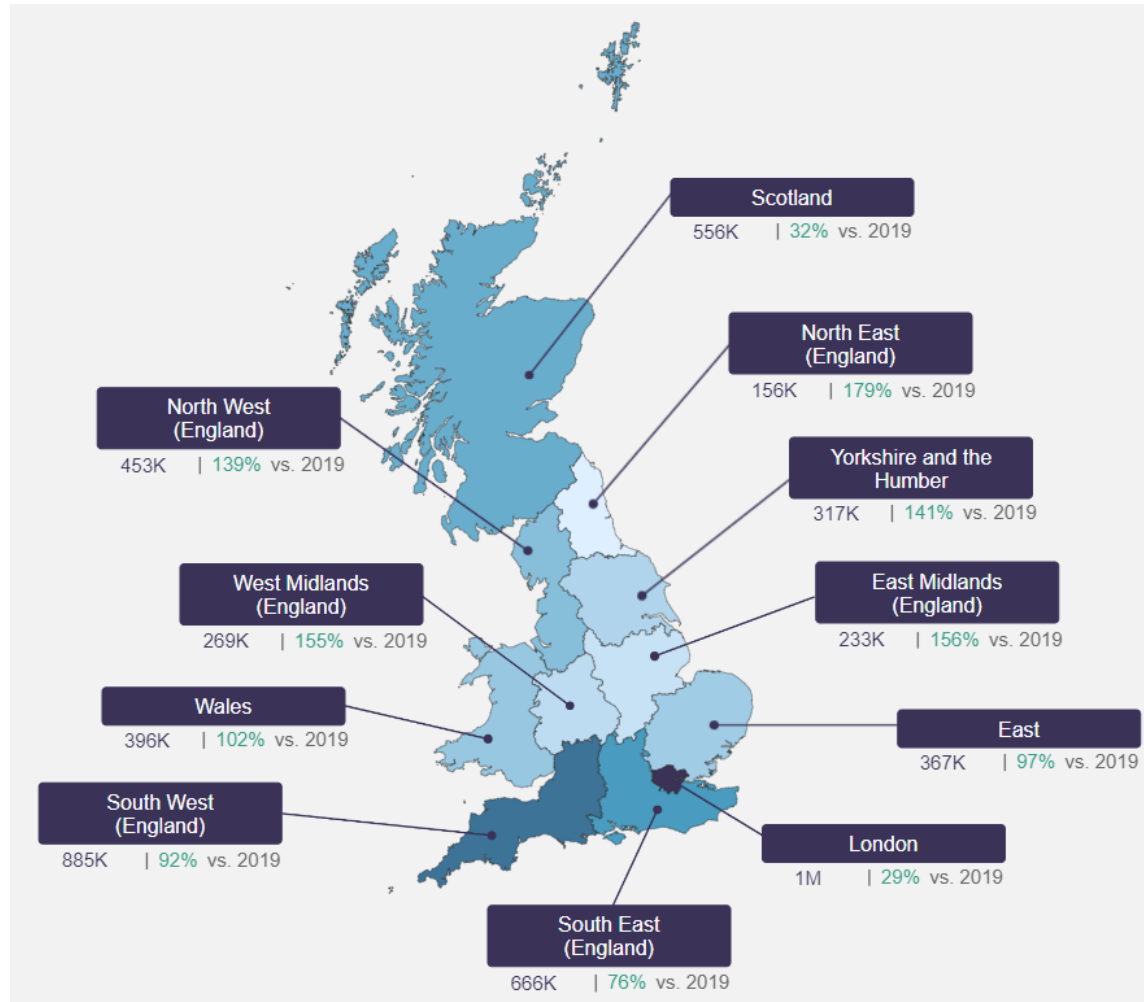 Scotland
556K | 32% vs. 2019
North East
(England)
156K | 179% vs. 2019
North West
(England)
453K | 139% vs. 2019
Yorkshire and the
Humber
317K | 141% vs. 2019
West Midlands
(England)
269K | 155% vs. 2019
East Midlands
(England)
233K | 156% vs. 2019
Wales
396K | 102% vs. 2019
East
367K | 97% vs. 2019
South West
(England)
885K | 92% vs. 2019
London
1M | 29% vs. 2019
South East
(England)
666K | 76% vs. 2019